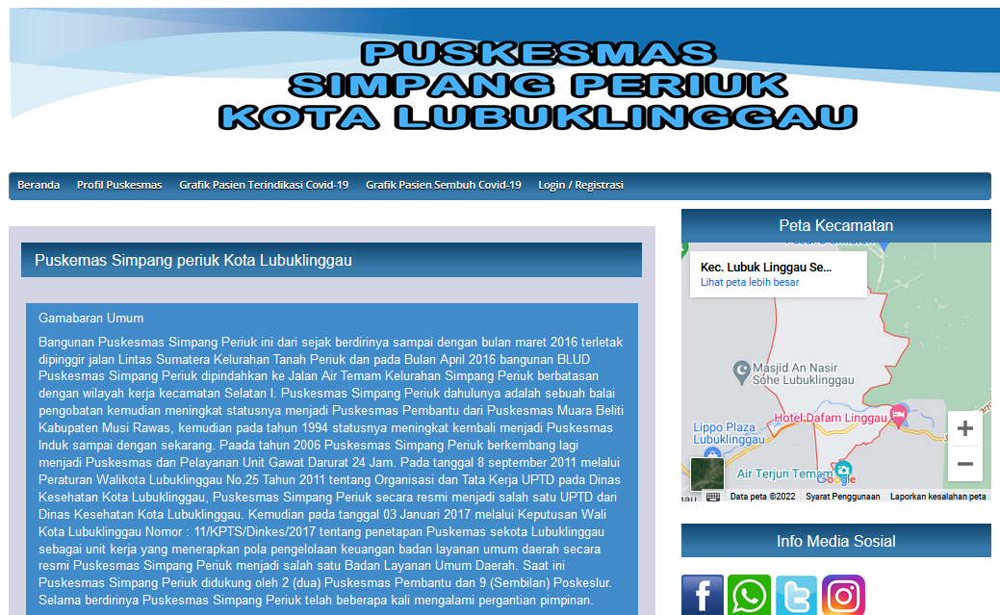 PUSKESMAS
SIMPANG PERIUK
KOTA LUBUKLINGGAU
Beranda Profil Puskesmas Grafik Pasien Terindikasi Covid-19 Grafik Pasien Sembuh Covid-19 Login / Registrasi
Puskemas Simpang periuk Kota Lubuklinggau
Gamabaran Umum
Bangunan Puskesmas Simpang Periuk ini dari sejak berdirinya sampai dengan bulan maret 2016 terletak
dipinggir jalan Lintas Sumatera Kelurahan Tanah Periuk dan pada Bulan April 2016 bangunan BLUD
Puskesmas Simpang Periuk dipindahkan ke Jalan Air Temam Kelurahan Simpang Periuk berbatasan
dengan wilayah kerja kecamatan Selatan I. Puskesmas Simpang Periuk dahulunya adalah sebuah balai
pengobatan kemudian meningkat statusnya menjadi Puskesmas Pembantu dari Puskesmas Muara Beliti
Kabupaten Musi Rawas, kemudian pada tahun 1994 statusnya meningkat kembali menjadi Puskesmas
Induk sampai dengan sekarang. Paada tahun 2006 Puskesmas Simpang Periuk berkembang lagi
menjadi Puskesmas dan Pelayanan Unit Gawat Darurat 24 Jam. Pada tanggal 8 september 2011 melalui
Peraturan Walikota Lubuklinggau No.25 Tahun 2011 tentang Organisasi dan Tata Kerja UPTD pada Dinas
Kesehatan Kota Lubuklinggau, Puskesmas Simpang Periuk secara resmi menjadi salah satu UPTD dari
Dinas Kesehatan Kota Lubuklinggau. Kemudian pada tanggal 03 Januari 2017 melalui Keputusan Wali
Kota Lubuklinggau Nomor : 11/KPTS/Dinkes/2017 tentang penetapan Puskemas sekota Lubuklinggau
sebagai unit kerja yang menerapkan pola pengelolaan keuangan badan layanan umum daerah secara
resmi Puskesmas Simpang Periuk menjadi salah satu Badan Layanan Umum Daerah. Saat ini
Puskesmas Simpang Periuk didukung oleh 2 (dua) Puskesmas Pembantu dan 9 (Sembilan) Poskeslur.
Selama berdirinya Puskesmas Simpang Periuk telah beberapa kali mengalami pergantian pimpinan.
Peta Kecamatan
Kec. Lubuk Linggau Se...
Lihat peta lebih besar
Masjid An Nasir
Sohe Lubuklinggau
Hotel Dafam Linggau
Lippo Plaza
Lubuklinggau
Air Terjun Temam
Google
Data peta ©2022 Syarat Penggunaan Laporkan kesalahan peta
Info Media Sosial